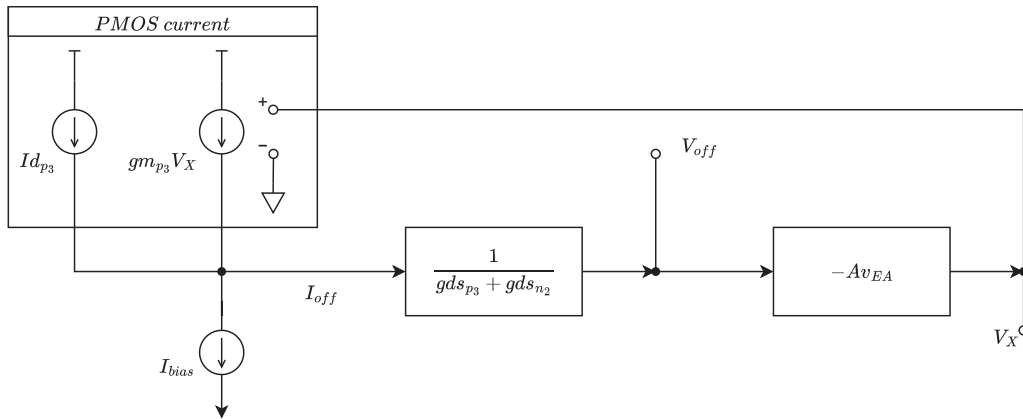 PMOS current
+
−
Id_{p_3}
gm_{p_3}V_X
V_{off}
1
gds_{p_3} + gds_{n_2}
−Av_{EA}
I_{off}
V_X
I_{bias}